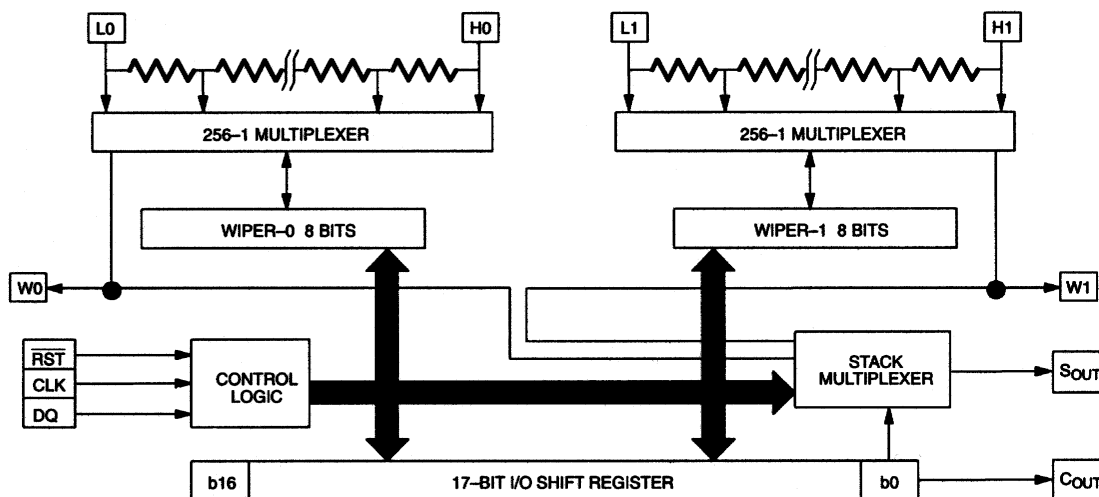 L0
H0
L1
H1
256–1 MULTIPLEXER
256–1 MULTIPLEXER
WIPER–0 8 BITS
WIPER–1 8 BITS
W0
W1
RST
CLK
DQ
CONTROL
LOGIC
STACK
MULTIPLEXER
SOUT
b16
17–BIT I/O SHIFT REGISTER
b0
COUT